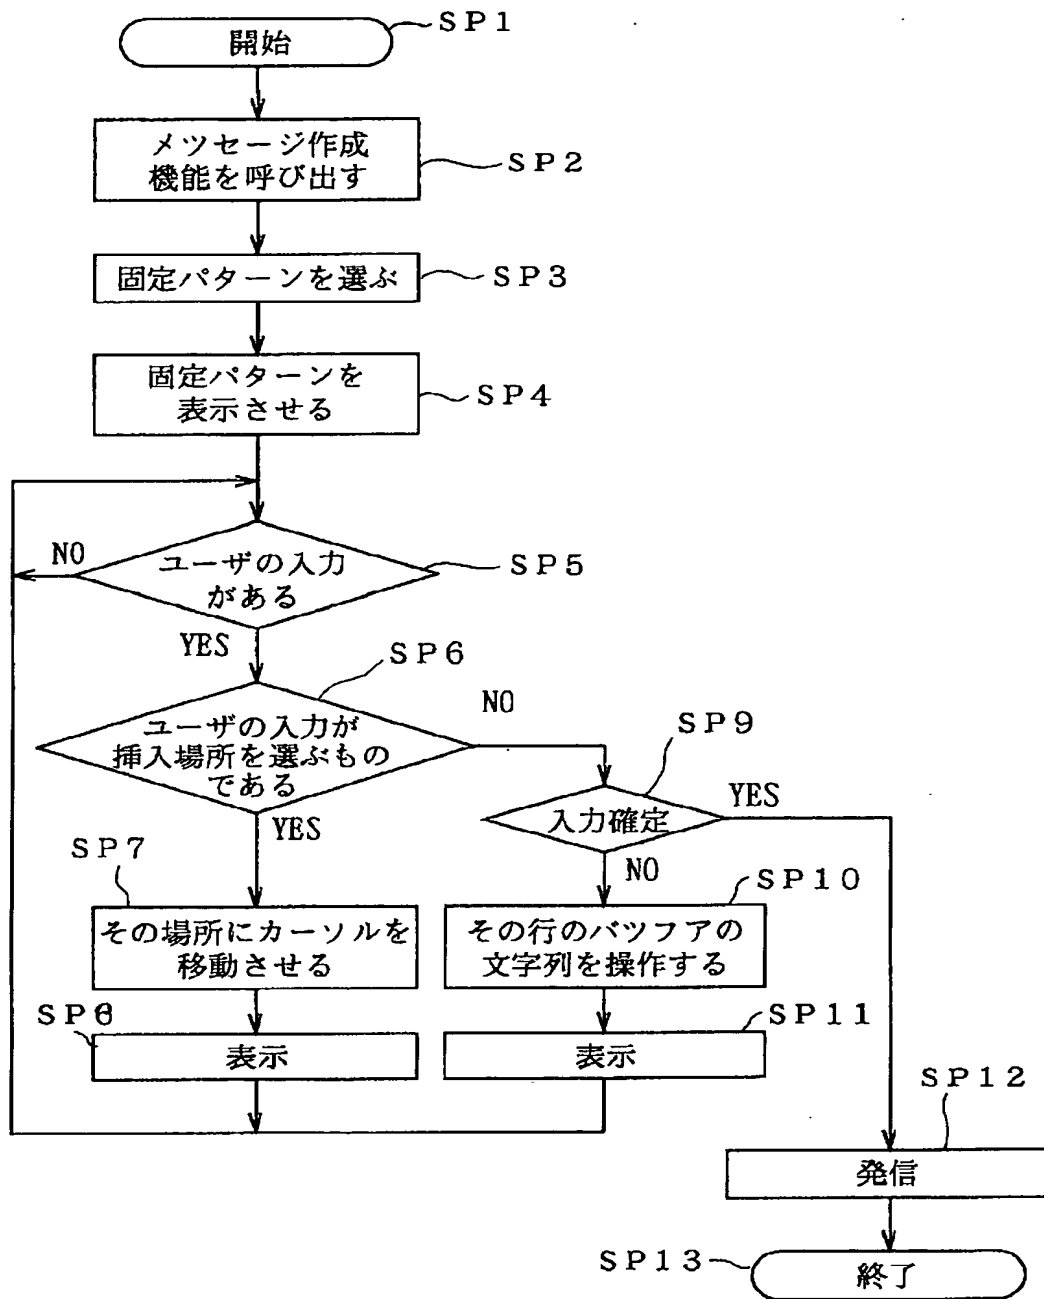 開始
SP1
メツセージ作成
機能を呼び出す
SP2
固定パターンを選ぶ
SP3
固定パターンを
表示させる
SP4
NO
ユーザの入力
がある
SP5
YES
SP6
ユーザの入力が
挿入場所を選ぶもの
である
NO
YES
SP9
入力確定
YES
NO
SP7
その場所にカーソルを
移動させる
SP10
その行のバツフアの
文字列を操作する
SP8
表示
SP11
表示
SP12
発信
SP13
終了